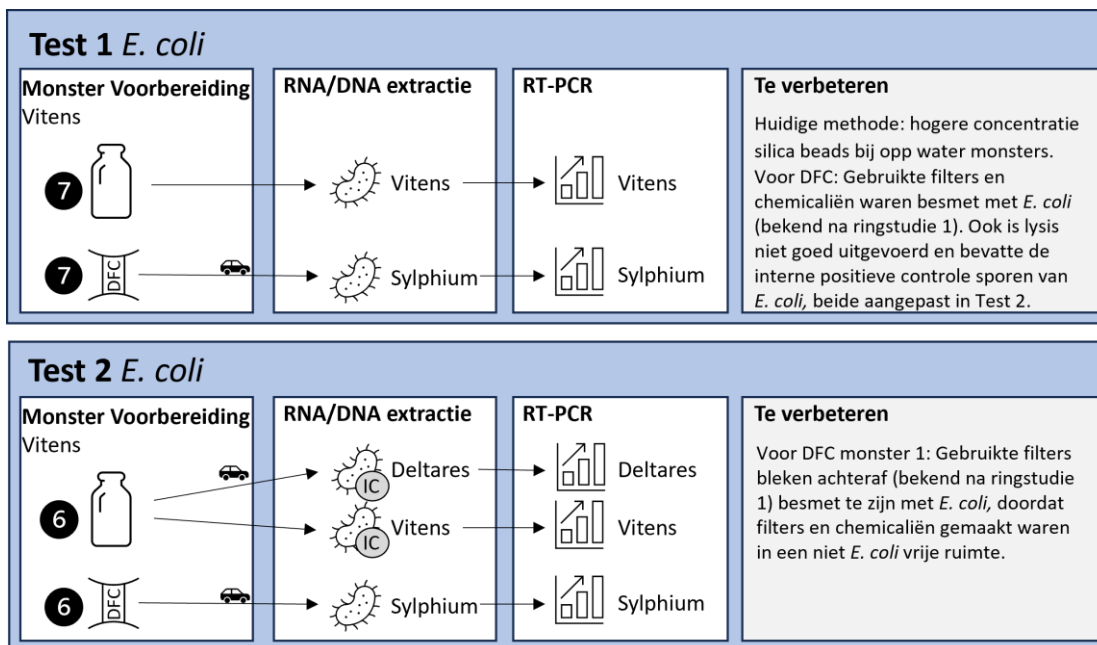 Test 1 E. coli
Monster Voorbereiding
Vitens
7
7
DFC
RNA/DNA extractie
Vitens
Sylphium
RT-PCR
Vitens
Sylphium
Te verbeteren
Huidige methode: hogere concentratie
silica beads bij opp water monsters.
Voor DFC: Gebruikte filters en
chemicaliën waren besmet met E. coli
(bekend na ringstudie 1). Ook is lysis
niet goed uitgevoerd en bevatte de
interne positieve controle sporen van
E. coli, beide aangepast in Test 2.
Test 2 E. coli
Monster Voorbereiding
Vitens
6
6
DFC
RNA/DNA extractie
Deltares
IC
Vitens
IC
Sylphium
RT-PCR
Deltares
Vitens
Sylphium
Te verbeteren
Voor DFC monster 1: Gebruikte filters
bleken achteraf (bekend na ringstudie
1) besmet te zijn met E. coli, doordat
filters en chemicaliën gemaakt waren
in een niet E. coli vrije ruimte.